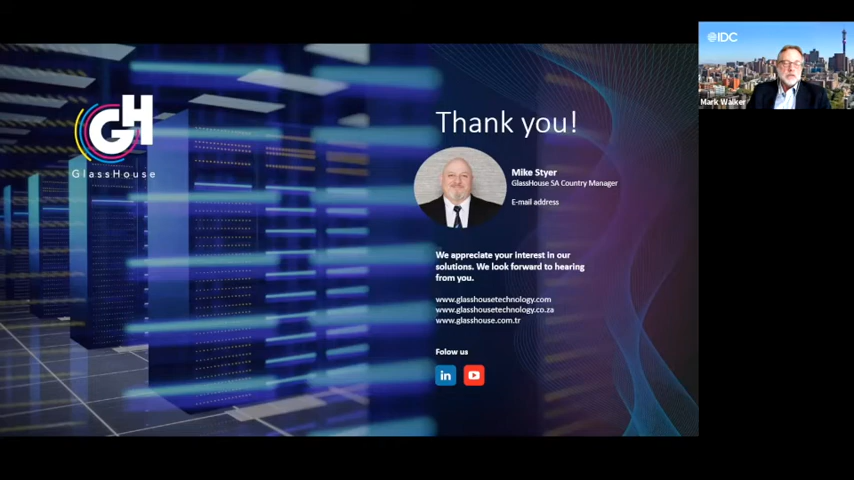 GH
GlassHouse
Thank you!
Mike Styer
GlassHouse SA Country Manager
E-mail address
We appreciate your interest in our
solutions. We look forward to hearing
from you.
www.glasshousetechnology.com
www.glasshousetechnology.co.za
www.glasshouse.com.tr
Folow us
in
IDC
Mark Walker